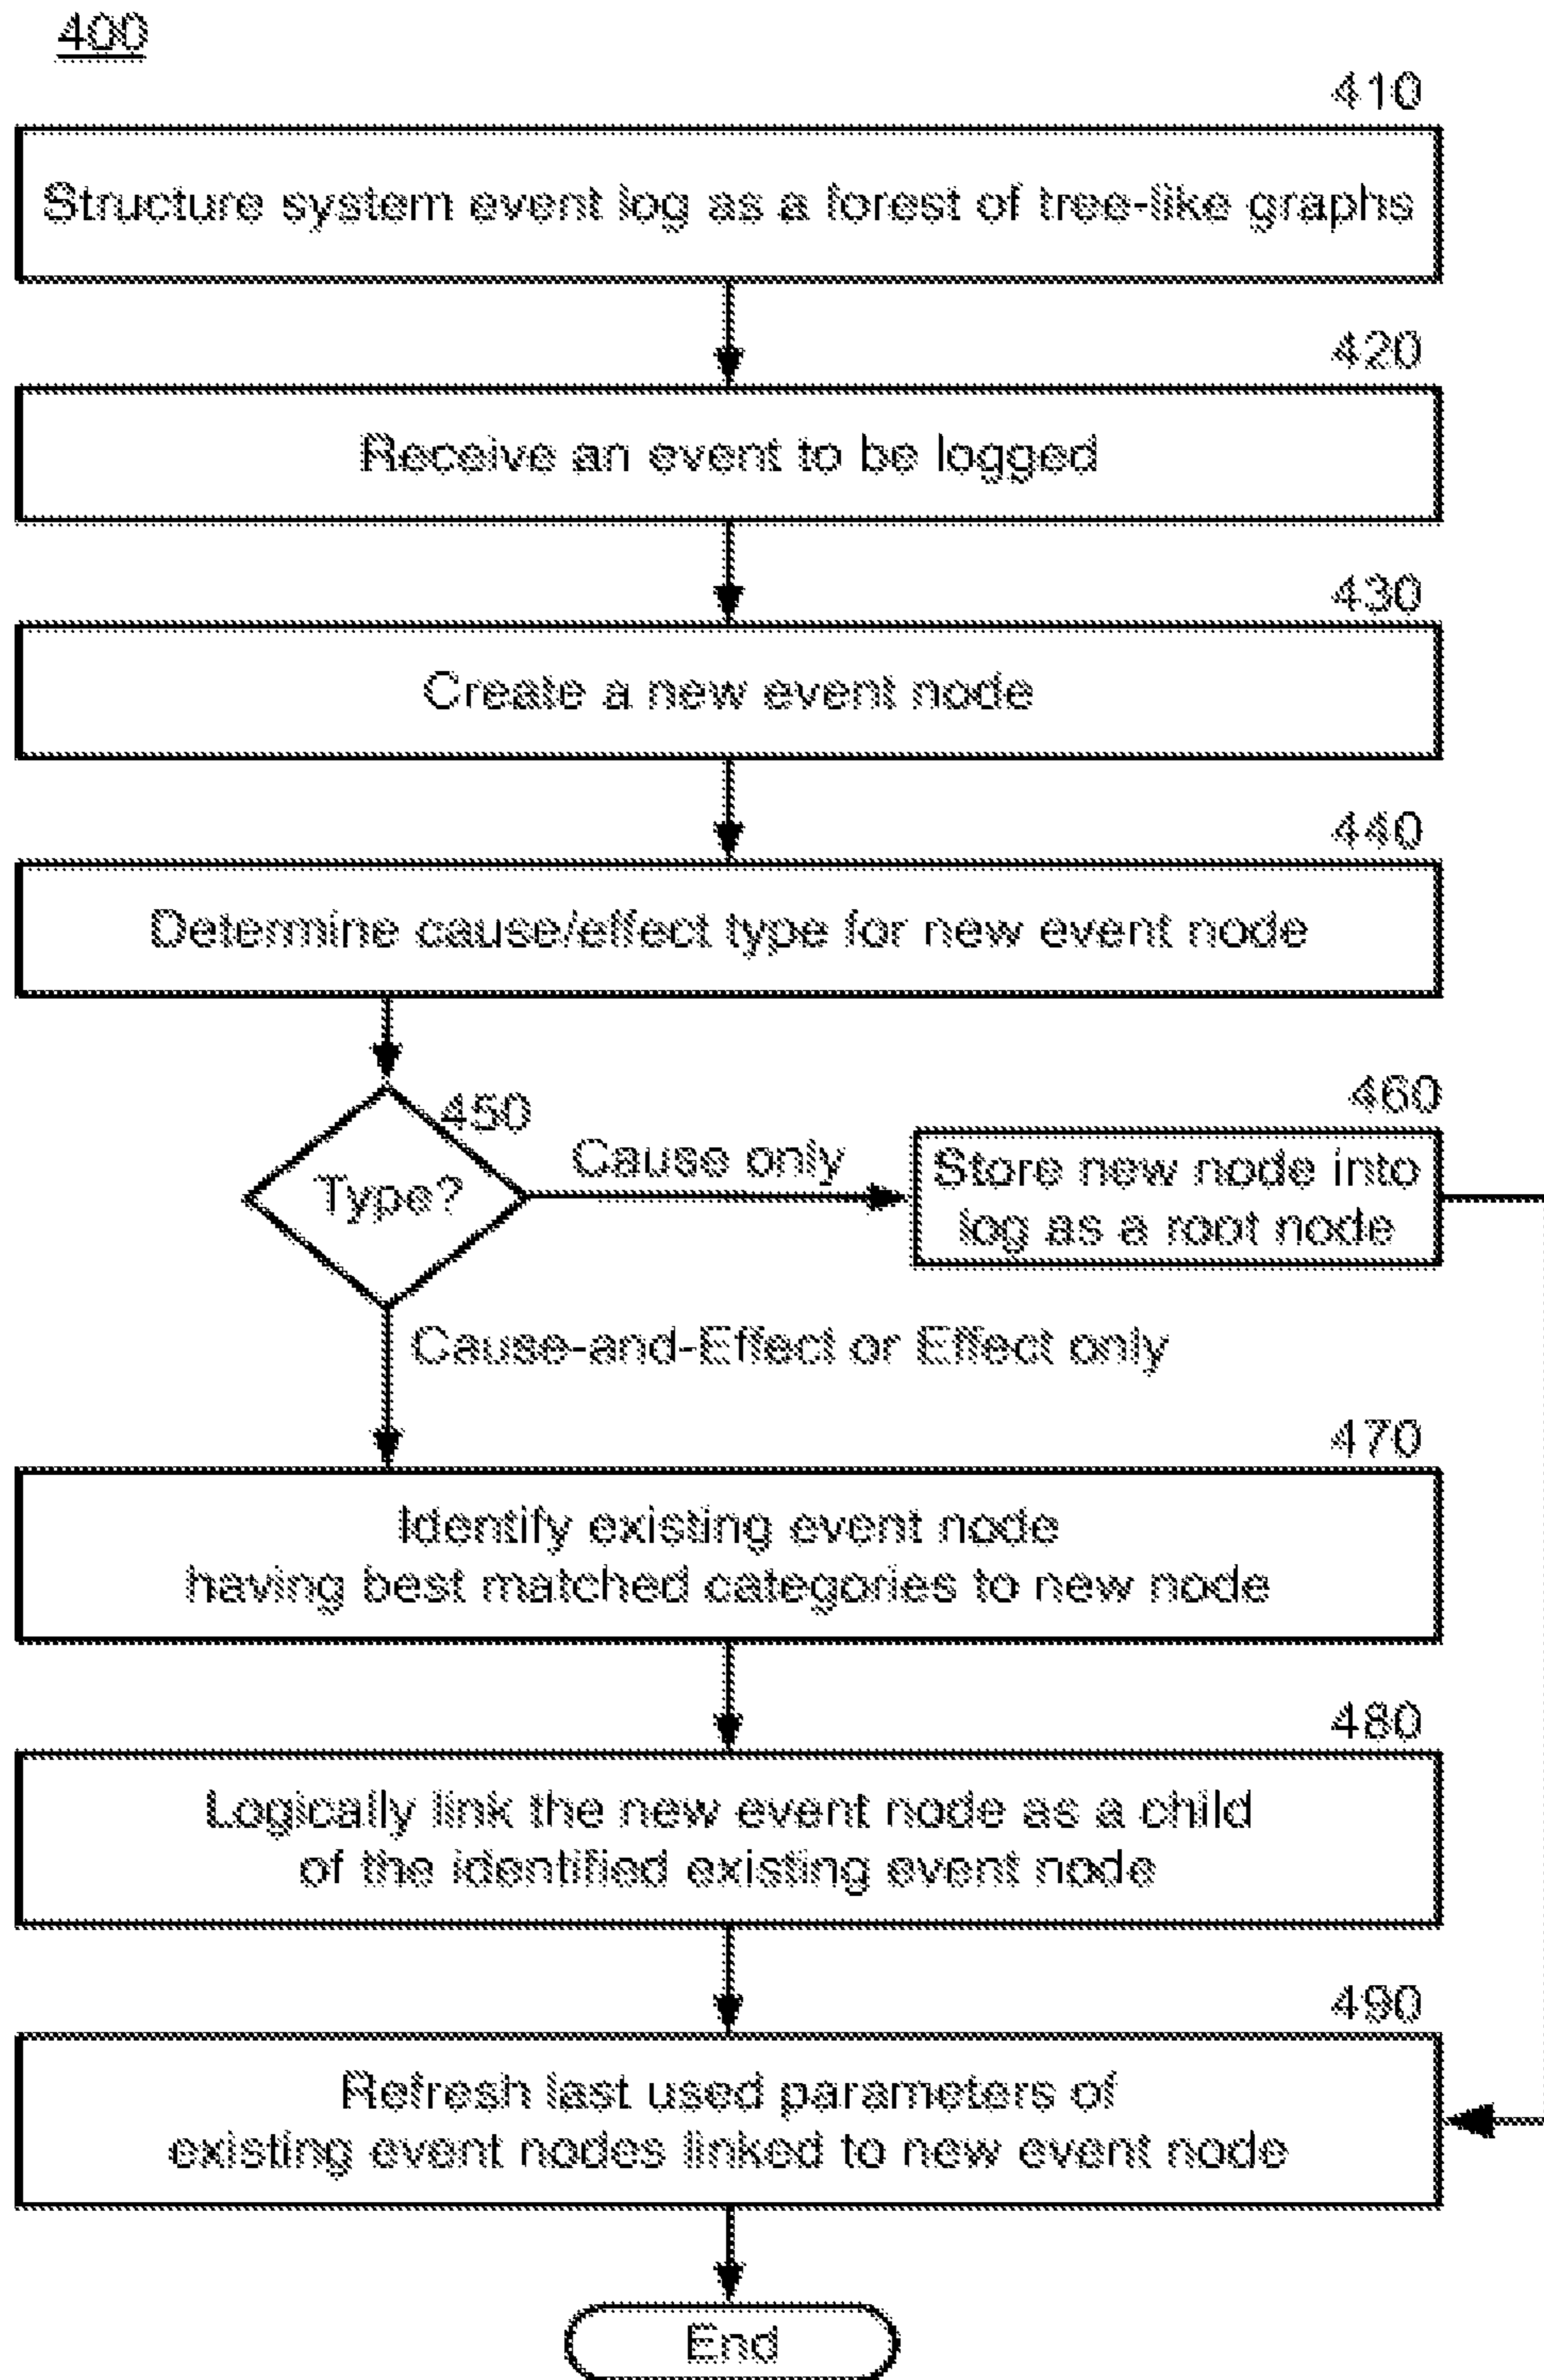 400
410
Structure system event log as a forest of tree-like graphs
420
Receive an event to be logged
430
Create a new event node
440
Determine cause/effect type for new event node
450
Type?
Cause only
460
Store new node into
log as a root node
Cause-and-Effect or Effect only
470
Identify existing event node
having best matched categories to new node
480
Logically link the new event node as a child
of the identified existing event node
490
Refresh last used parameters of
existing event nodes linked to new event node
End